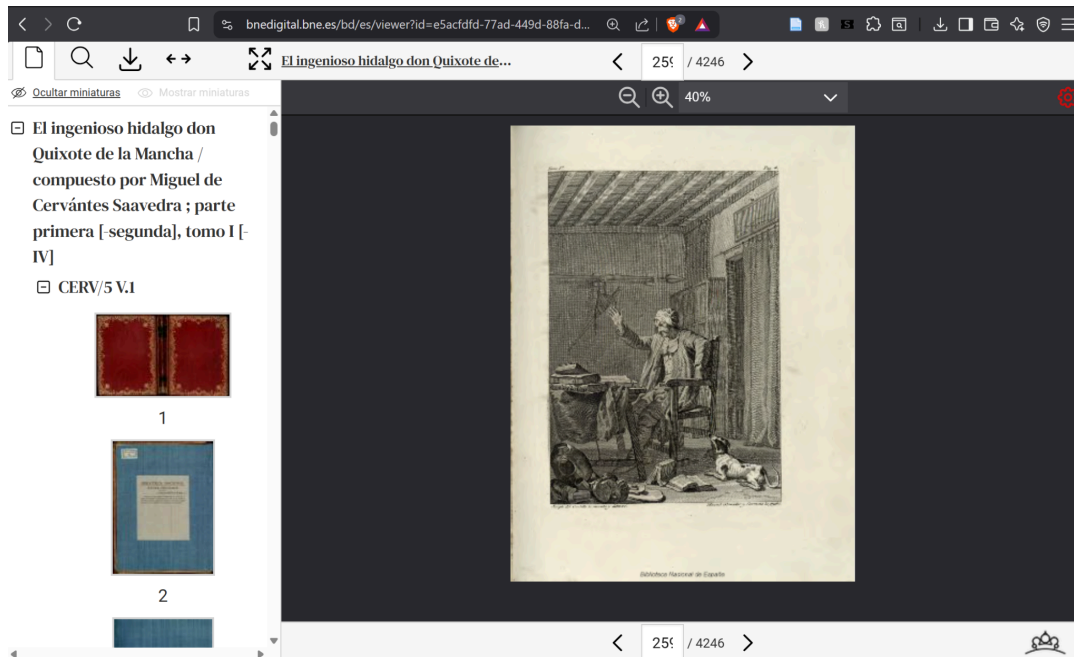 bnedigital.bne.es/bd/es/viewer?id=e5acfdfd-77ad-449d-88fa-d...
El ingenioso hidalgo don Quixote de...
259 / 4246
Ocultar miniaturas
Mostrar miniaturas
40%
El ingenioso hidalgo don
Quixote de la Mancha /
compuesto por Miguel de
Cervántes Saavedra ; parte
primera [-segunda], tomo I [-
IV]
CERV/5 V.1
1
2
Biblioteca Nacional de España
259 / 4246